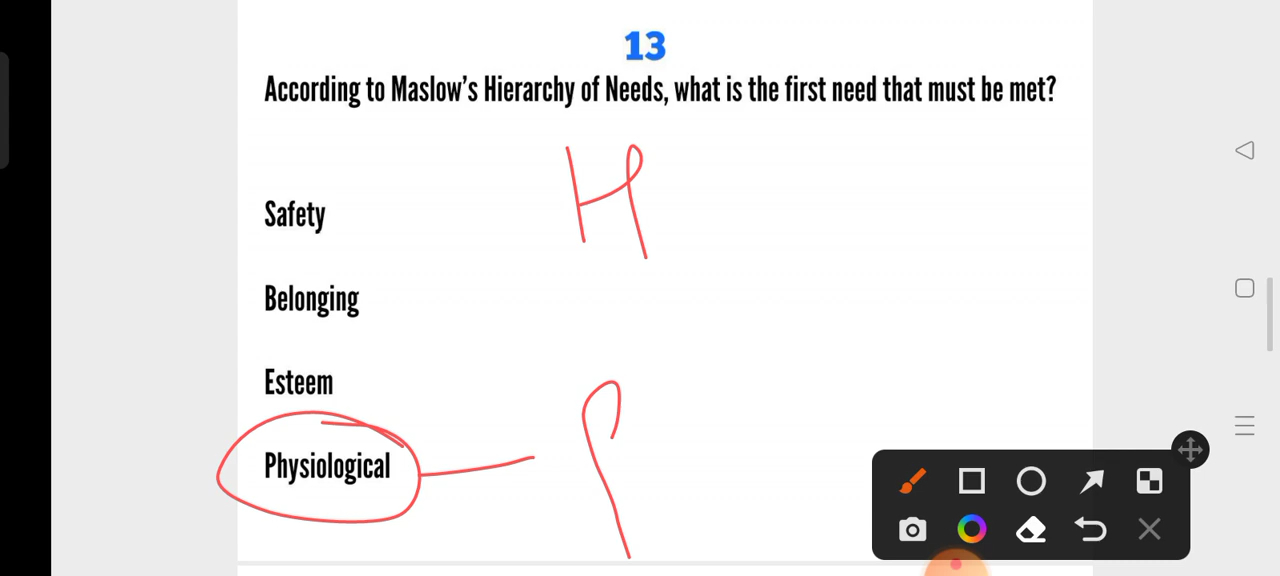 13
According to Maslow's Hierarchy of Needs, what is the first need that must be met?
Safety
Belonging
Esteem
Physiological